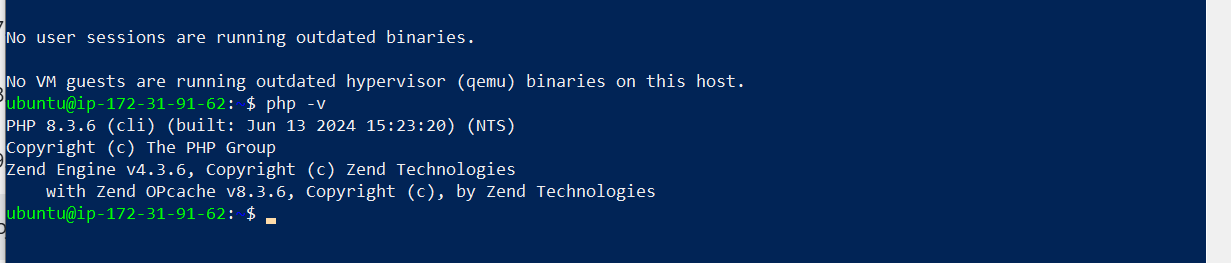 No user sessions are running outdated binaries.
No VM guests are running outdated hypervisor (qemu) binaries on this host.
ubuntu@ip-172-31-91-62: $ php -v
PHP 8.3.6 (cli) (built: Jun 13 2024 15:23:20) (NTS)
Copyright (c) The PHP Group
Zend Engine v4.3.6, Copyright (c) Zend Technologies
    with Zend OPcache v8.3.6, Copyright (c), by Zend Technologies
ubuntu@ip-172-31-91-62: $